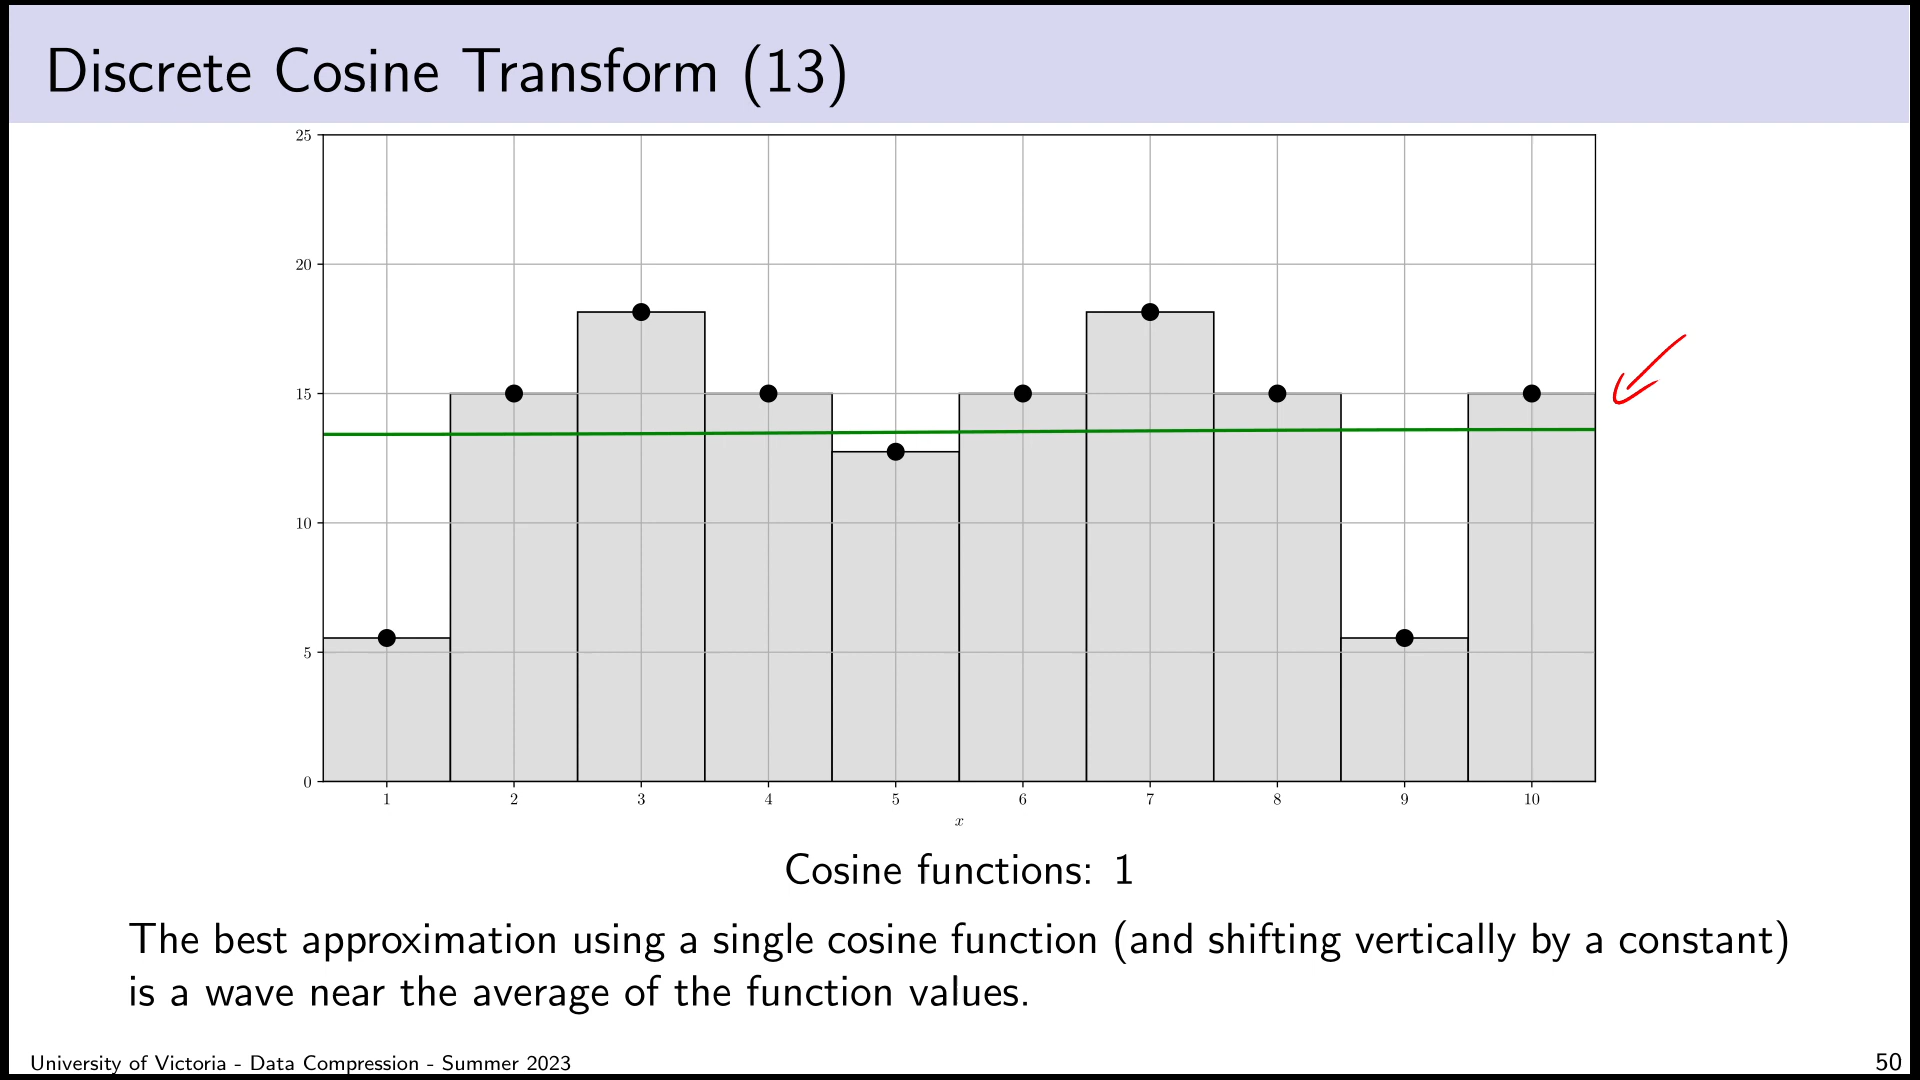 Discrete Cosine Transform (13)
25
20
15
10
5
0
1 2 3 4 5 6 7 8 9 10
x
Cosine functions: 1
The best approximation using a single cosine function (and shifting vertically by a constant)
is a wave near the average of the function values.
University of Victoria - Data Compression - Summer 2023 50